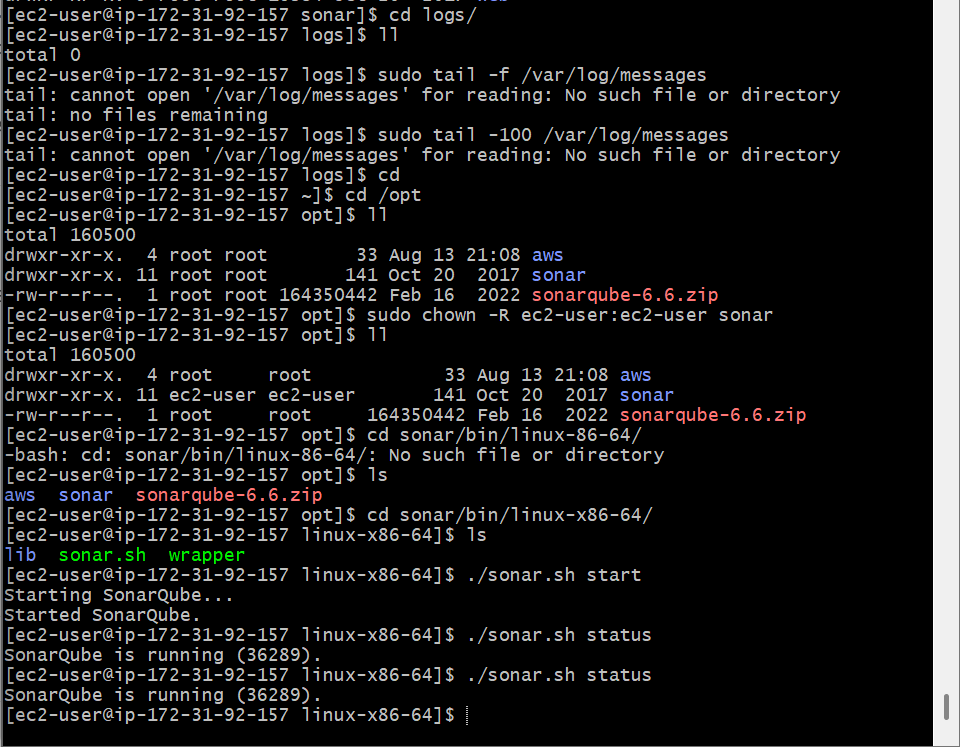 [ec2-user@ip-172-31-92-157 sonar]$ cd logs/
[ec2-user@ip-172-31-92-157 logs]$ ll
total 0
[ec2-user@ip-172-31-92-157 logs]$ sudo tail -f /var/log/messages
tail: cannot open '/var/log/messages' for reading: No such file or directory
tail: no files remaining
[ec2-user@ip-172-31-92-157 logs]$ sudo tail -100 /var/log/messages
tail: cannot open '/var/log/messages' for reading: No such file or directory
[ec2-user@ip-172-31-92-157 logs]$ cd
[ec2-user@ip-172-31-92-157 ~]$ cd /opt
[ec2-user@ip-172-31-92-157 opt]$ ll
total 160500
drwxr-xr-x.  4 root root        33 Aug 13 21:08 aws
drwxr-xr-x. 11 root root       141 Oct 20  2017 sonar
-rw-r--r--.  1 root root 164350442 Feb 16  2022 sonarqube-6.6.zip
[ec2-user@ip-172-31-92-157 opt]$ sudo chown -R ec2-user:ec2-user sonar
[ec2-user@ip-172-31-92-157 opt]$ ll
total 160500
drwxr-xr-x.  4 root     root            33 Aug 13 21:08 aws
drwxr-xr-x. 11 ec2-user ec2-user       141 Oct 20  2017 sonar
-rw-r--r--.  1 root     root     164350442 Feb 16  2022 sonarqube-6.6.zip
[ec2-user@ip-172-31-92-157 opt]$ cd sonar/bin/linux-86-64/
-bash: cd: sonar/bin/linux-86-64/: No such file or directory
[ec2-user@ip-172-31-92-157 opt]$ ls
aws  sonar  sonarqube-6.6.zip
[ec2-user@ip-172-31-92-157 opt]$ cd sonar/bin/linux-x86-64/
[ec2-user@ip-172-31-92-157 linux-x86-64]$ ls
lib  sonar.sh  wrapper
[ec2-user@ip-172-31-92-157 linux-x86-64]$ ./sonar.sh start
Starting SonarQube...
Started SonarQube.
[ec2-user@ip-172-31-92-157 linux-x86-64]$ ./sonar.sh status
SonarQube is running (36289).
[ec2-user@ip-172-31-92-157 linux-x86-64]$ ./sonar.sh status
SonarQube is running (36289).
[ec2-user@ip-172-31-92-157 linux-x86-64]$